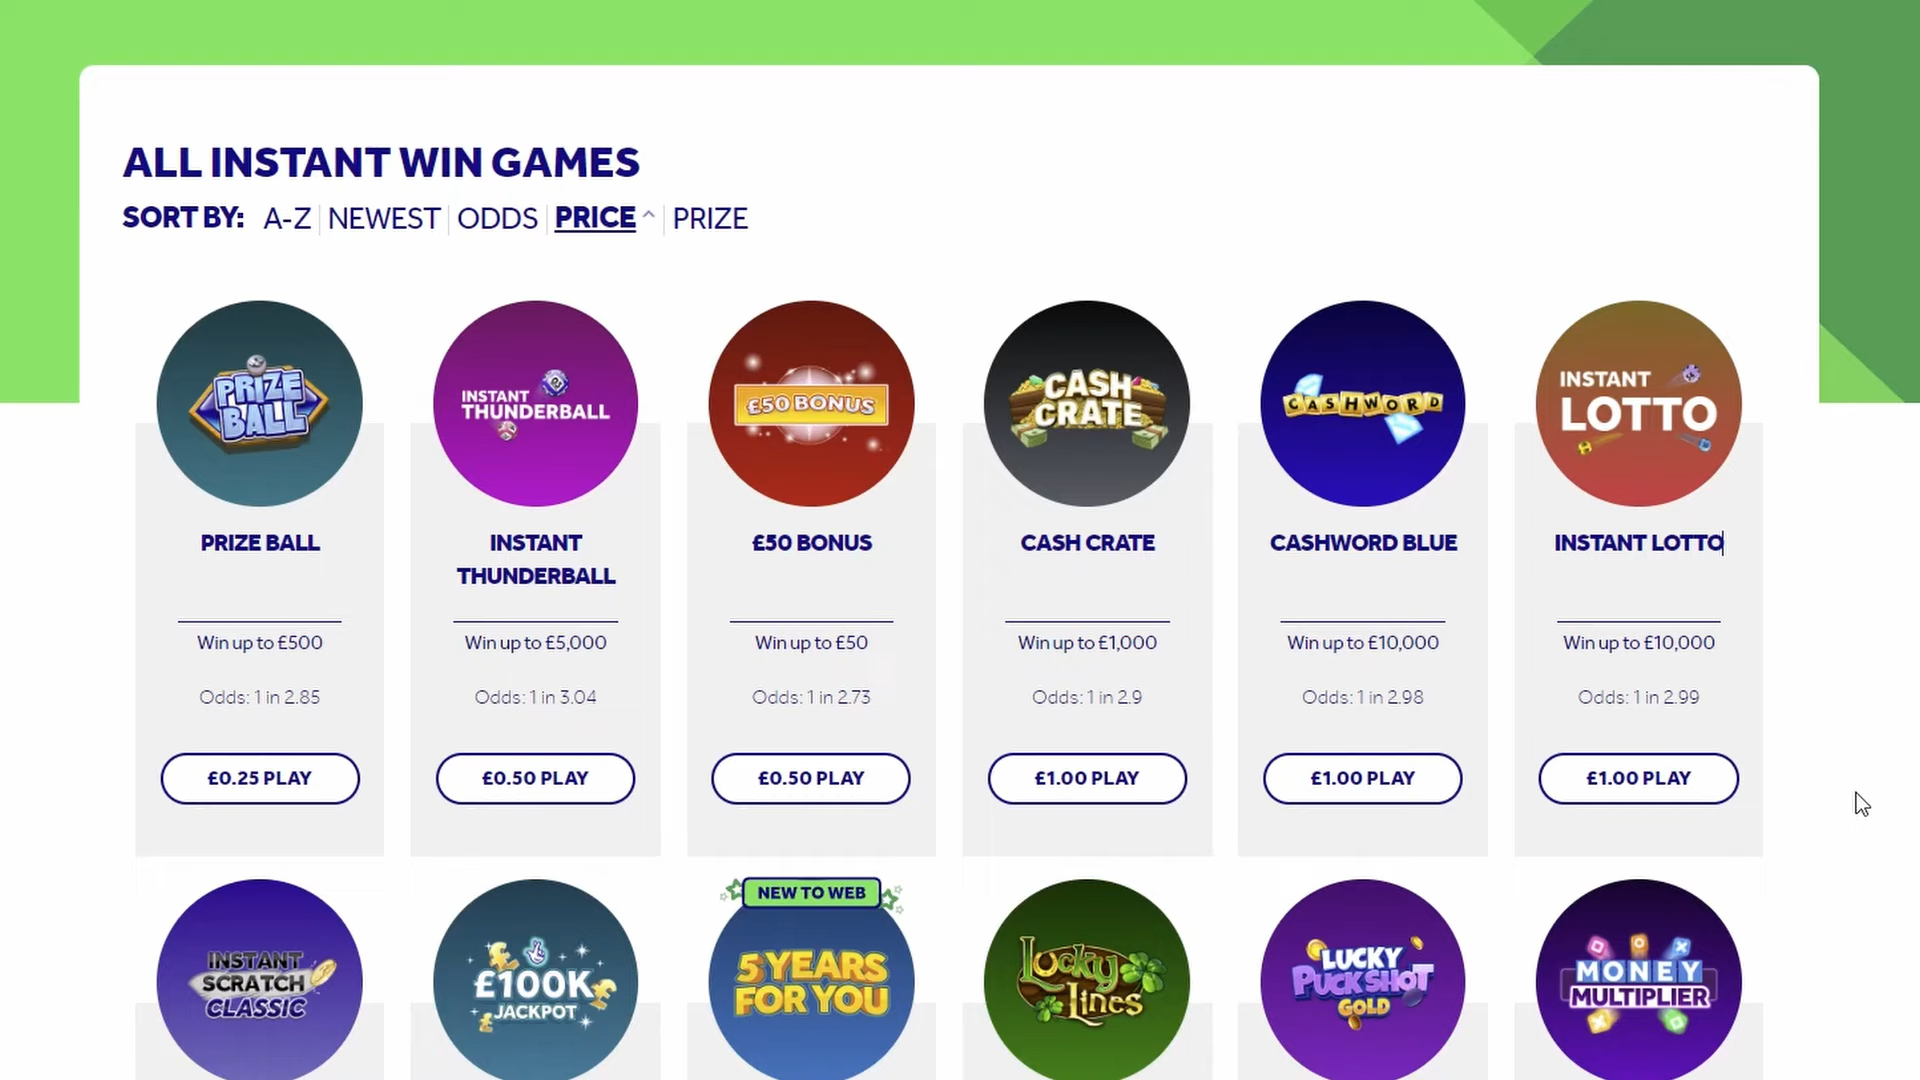 ALL INSTANT WIN GAMES
SORT BY: A-Z NEWEST ODDS PRICE ^ PRIZE
PRIZE
BALL
INSTANT
THUNDERBALL
£50 BONUS
CASH
CRATE
CASHWORD
INSTANT
LOTTO
PRIZE BALL
INSTANT
THUNDERBALL
£50 BONUS
CASH CRATE
CASHWORD BLUE
INSTANT LOTTO
Win up to £500
Win up to £5,000
Win up to £50
Win up to £1,000
Win up to £10,000
Win up to £10,000
Odds: 1 in 2.85
Odds: 1 in 3.04
Odds: 1 in 2.73
Odds: 1 in 2.9
Odds: 1 in 2.98
Odds: 1 in 2.99
£0.25 PLAY
£0.50 PLAY
£0.50 PLAY
£1.00 PLAY
£1.00 PLAY
£1.00 PLAY
INSTANT
SCRATCH
CLASSIC
£100K
JACKPOT
NEW TO WEB
5 YEARS
FOR YOU
Lucky
Lines
LUCKY
PUCK SHOT
GOLD
MONEY
MULTIPLIER